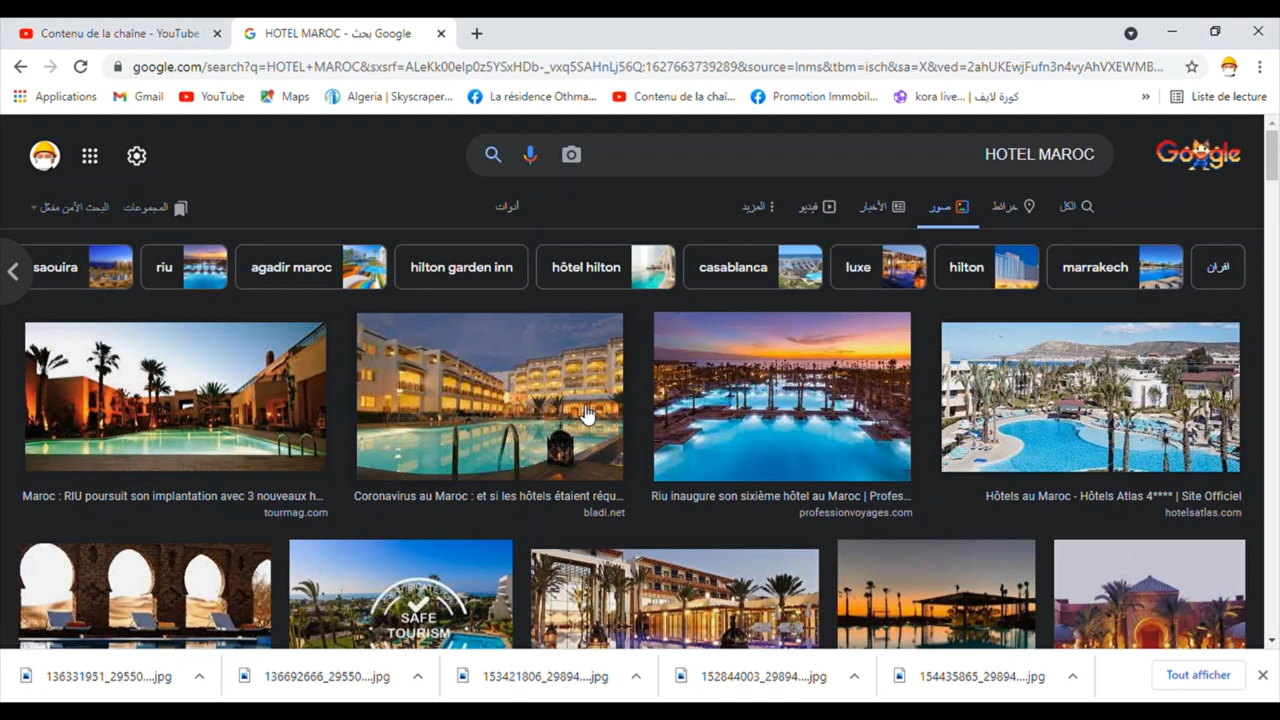 Contenu de la chaîne - YouTube
HOTEL MAROC - بحث Google
google.com/search?q=HOTEL+MAROC&sxsrf=ALeKk00elp0z5YSxHDb-_vxq5SAHnLj56Q:1627663739289&source=lnms&tbm=isch&sa=X&ved=2ahUKEwjFufn3n4vyAhVXEWMB...
Applications
Gmail
YouTube
Maps
Algeria | Skyscraper...
La résidence Othma...
Contenu de la chaî...
Promotion Immobil...
kora live... | كورة لايف
»
Liste de lecture
HOTEL MAROC
Google
الكل
خرائط
صور
الأخبار
فيديو
المزيد
أدوات
المجموعات
البحث الآمن مفعّل
saouira
riu
agadir maroc
hilton garden inn
hôtel hilton
casablanca
luxe
hilton
marrakech
افران
Maroc : RIU poursuit son implantation avec 3 nouveaux h...
tourmag.com
Coronavirus au Maroc : et si les hôtels étaient réqu...
bladi.net
Riu inaugure son sixième hôtel au Maroc | Profes...
professionvoyages.com
Hôtels au Maroc - Hôtels Atlas 4**** | Site Officiel
hotelsatlas.com
SAFE
TOURISM
136331951_29550....jpg
136692666_29550....jpg
153421806_29894....jpg
152844003_29894....jpg
154435865_29894....jpg
Tout afficher